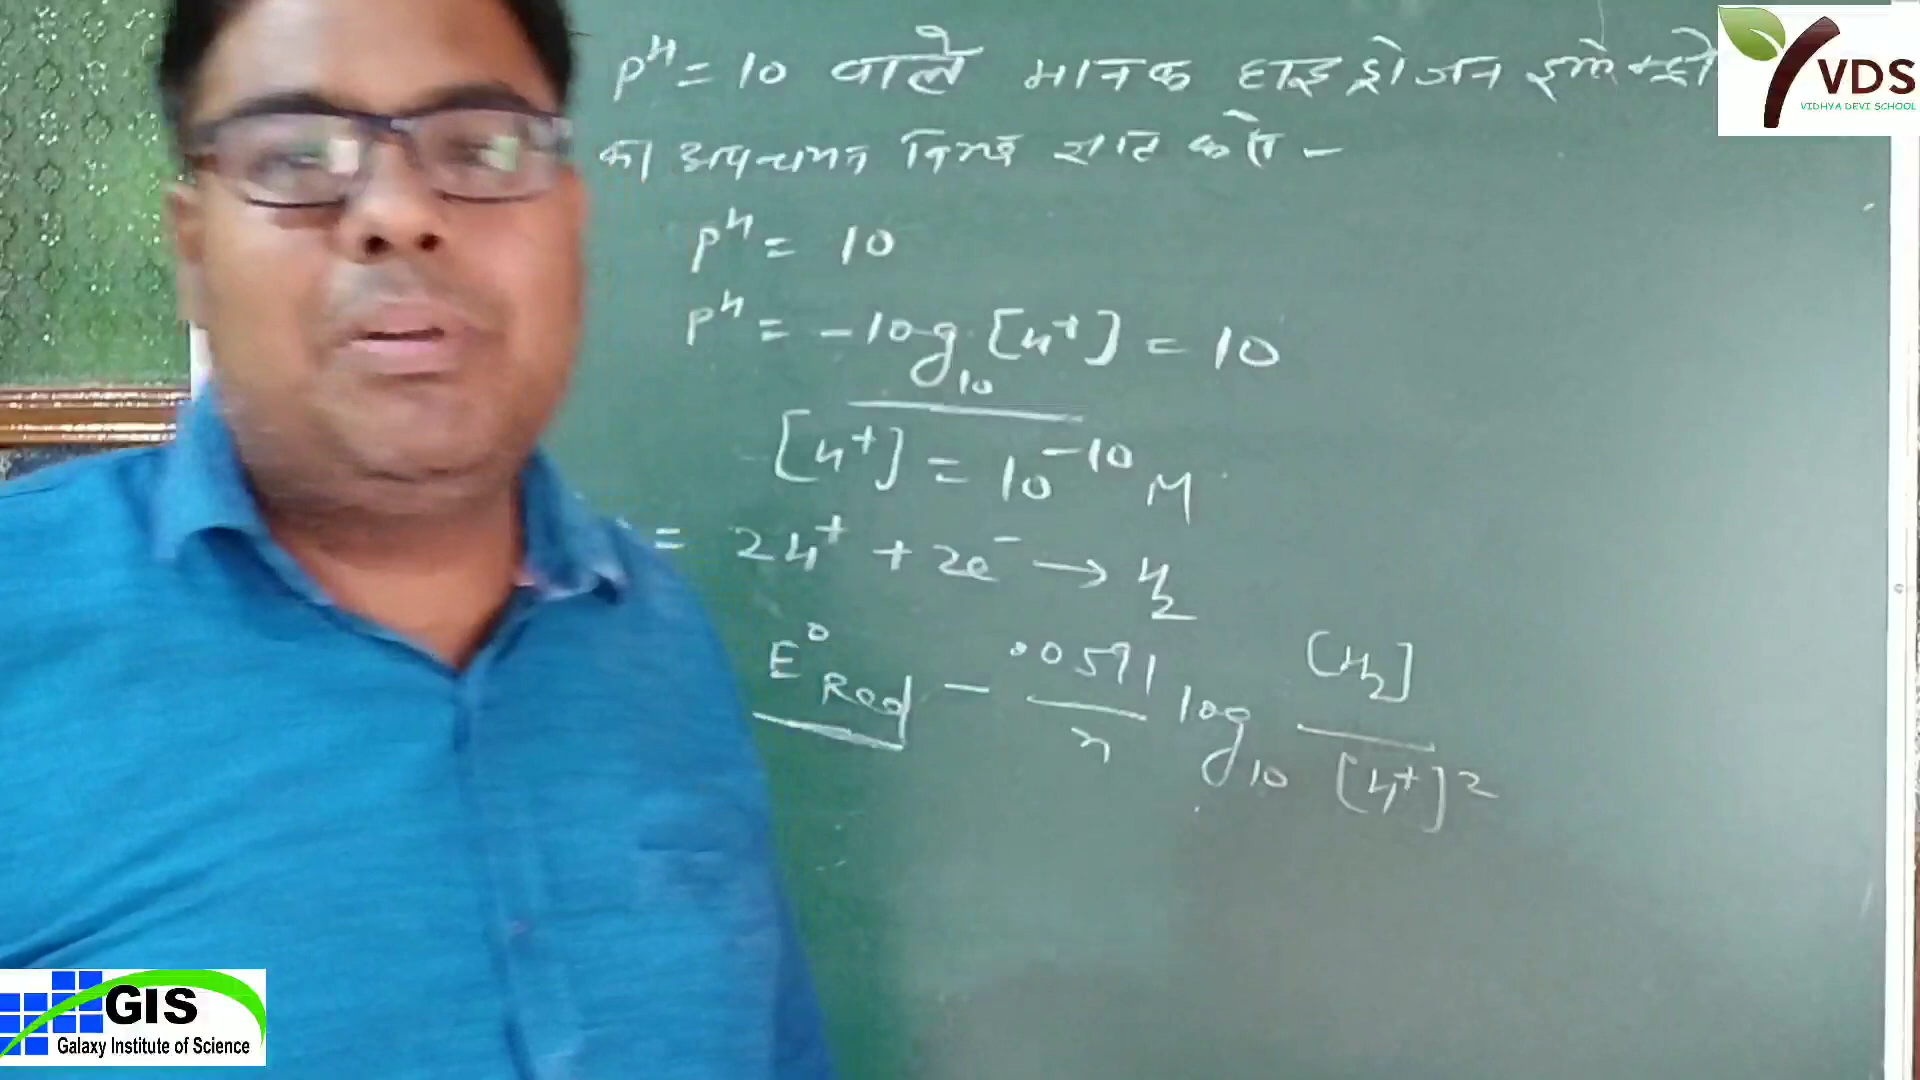 pH = 10 वाले मानक हाइड्रोजन इलेक्ट्रो
का अपचयन विभव ज्ञात करें -
pH = 10
pH = -log₁₀ [H⁺] = 10
[H⁺] = 10⁻¹⁰ M
= 2H⁺ + 2e⁻ → H₂
E°Red - .0591/n log₁₀ [H₂]/[H⁺]²
VDS
VIDHYA DEVI SCHOOL
GIS
Galaxy Institute of Science